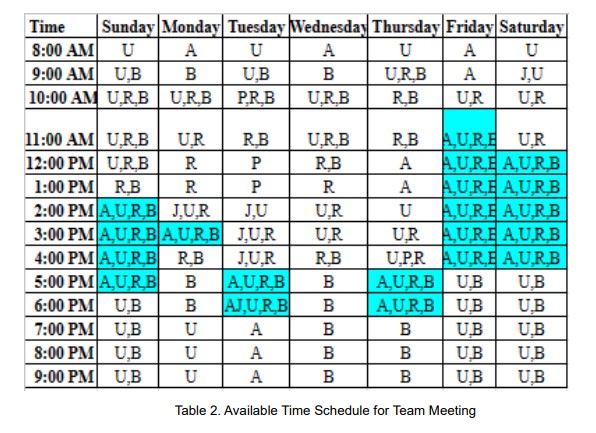 Time Sunday Monday Tuesday Wednesday Thursday Friday Saturday
8:00 AM U A U A U A U
9:00 AM U,B B U,B B U,R,B A J,U
10:00 AM U,R,B U,R,B P,R,B U,R,B R,B U,R U,R
11:00 AM U,R,B U,R R,B U,R,B R,B A,U,R,B U,R
12:00 PM U,R,B R P R,B A A,U,R,B A,U,R,B
1:00 PM R,B R P R A A,U,R,B A,U,R,B
2:00 PM A,U,R,B J,U,R J,U U,R U A,U,R,B A,U,R,B
3:00 PM A,U,R,B A,U,R,B J,U,R U,R U,R A,U,R,B A,U,R,B
4:00 PM A,U,R,B R,B J,U,R R,B U,P,R A,U,R,B A,U,R,B
5:00 PM A,U,R,B B A,U,R,B B A,U,R,B U,B U,B
6:00 PM U,B B AJ,U,R,B B A,U,R,B U,B U,B
7:00 PM U,B U A B B U,B U,B
8:00 PM U,B U A B B U,B U,B
9:00 PM U,B U A B B U,B U,B
Table 2. Available Time Schedule for Team Meeting